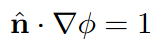 n̂ · ∇ϕ = 1